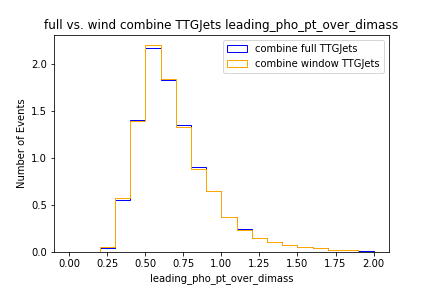 full vs. wind combine TTGJets leading_pho_pt_over_dimass
combine full TTGJets
combine window TTGJets
Number of Events
2.0
1.5
1.0
0.5
0.0
0.00 0.25 0.50 0.75 1.00 1.25 1.50 1.75 2.00
leading_pho_pt_over_dimass